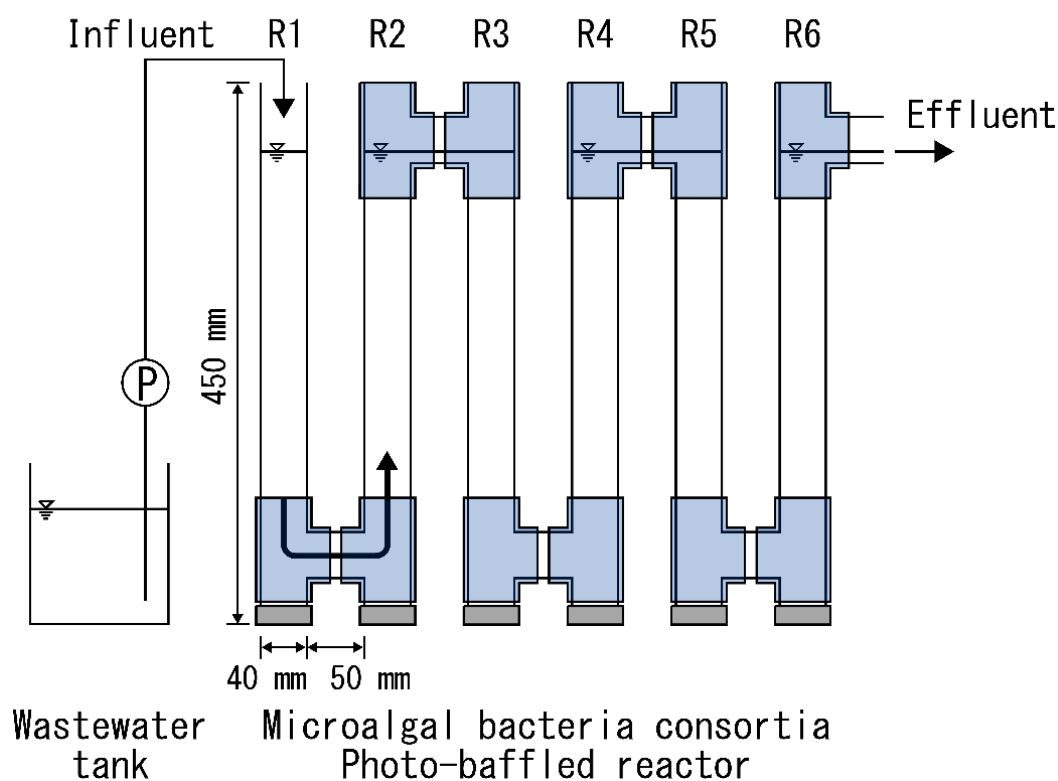 Influent R1 R2 R3 R4 R5 R6
Effluent
450 mm
P
40 mm 50 mm
Wastewater
tank
Microalgal bacteria consortia
Photo-baffled reactor